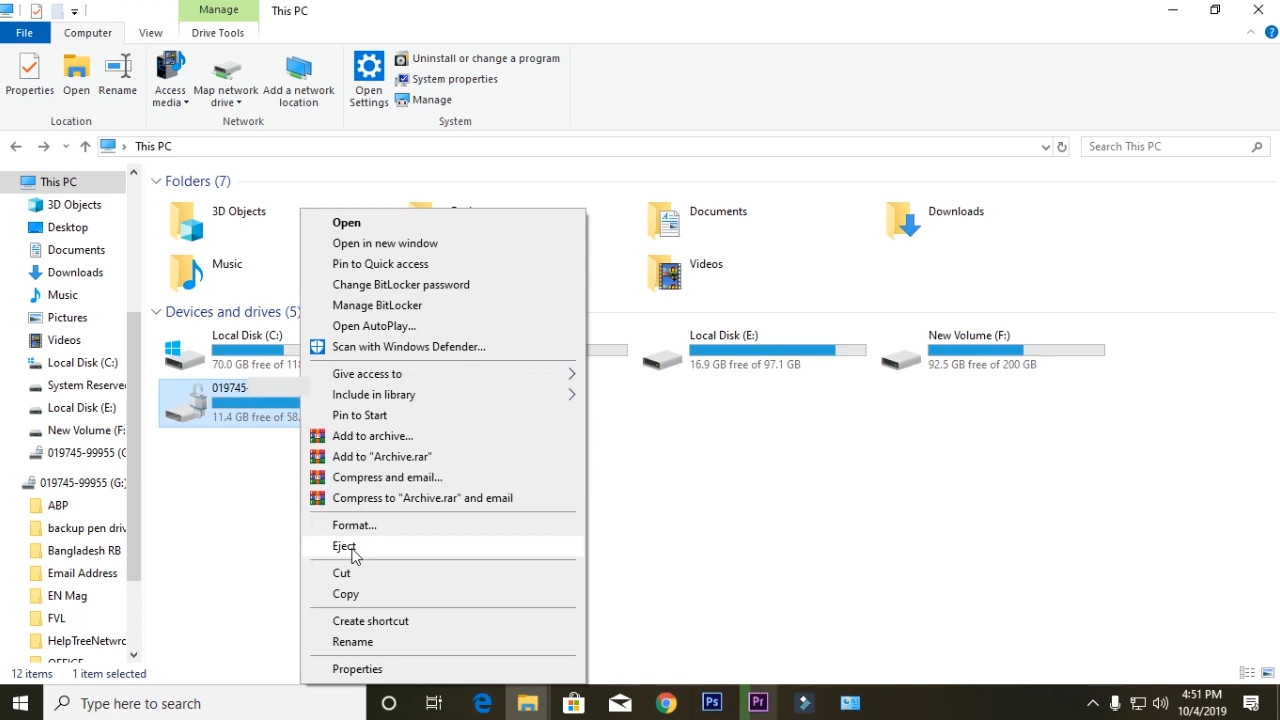 Manage
This PC
File
Computer
View
Drive Tools
Properties
Open
Rename
Access media
Map network drive
Add a network location
Open Settings
Uninstall or change a program
System properties
Manage
Location
Network
System
This PC
Search This PC
This PC
3D Objects
Desktop
Documents
Downloads
Music
Pictures
Videos
Local Disk (C:)
System Reserve
Local Disk (E:)
New Volume (F:
019745-99955 (
019745-99955 (G:
ABP
backup pen driv
Bangladesh RB
Email Address
EN Mag
FVL
HelpTreeNetwo
Folders (7)
3D Objects
Documents
Downloads
Music
Videos
Devices and drives (5)
Local Disk (C:)
70.0 GB free of 118
Local Disk (E:)
16.9 GB free of 97.1 GB
New Volume (F:)
92.5 GB free of 200 GB
019745-
11.4 GB free of 58.
Open
Open in new window
Pin to Quick access
Change BitLocker password
Manage BitLocker
Open AutoPlay...
Scan with Windows Defender...
Give access to
Include in library
Pin to Start
Add to archive...
Add to "Archive.rar"
Compress and email...
Compress to "Archive.rar" and email
Format...
Eject
Cut
Copy
Create shortcut
Rename
Properties
12 items
1 item selected
Type here to search
Ps
Pr
4:51 PM
10/4/2019